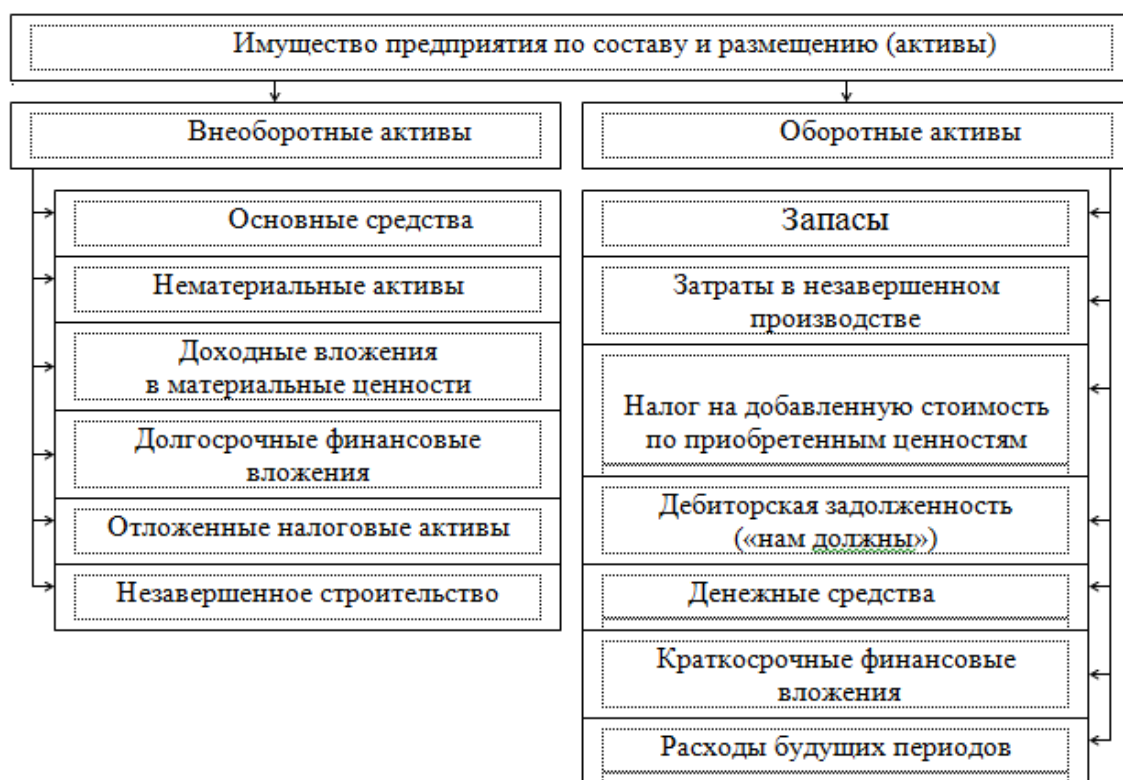 Имущество предприятия по составу и размещению (активы)
Внеоборотные активы
Оборотные активы
Основные средства
Нематериальные активы
Доходные вложения
в материальные ценности
Долгосрочные финансовые
вложения
Отложенные налоговые активы
Незавершенное строительство
Запасы
Затраты в незавершенном
производстве
Налог на добавленную стоимость
по приобретенным ценностям
Дебиторская задолженность
(«нам должны»)
Денежные средства
Краткосрочные финансовые
вложения
Расходы будущих периодов